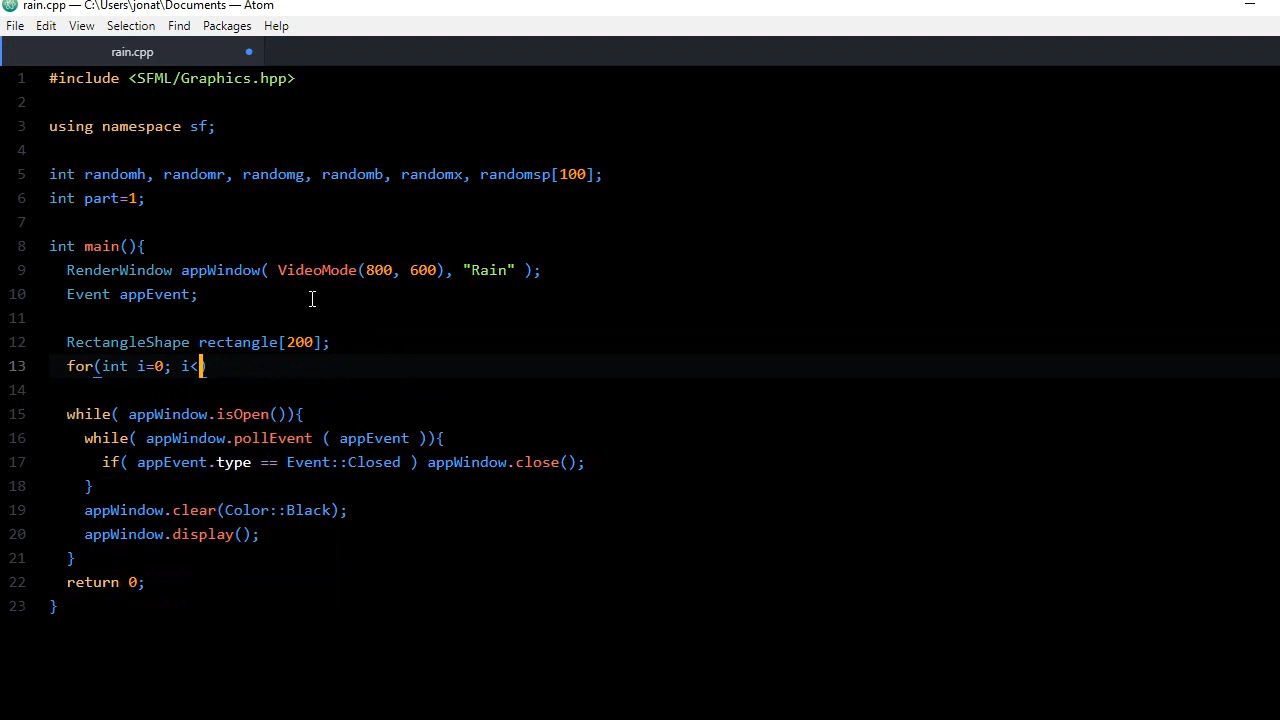 rain.cpp — C:\Users\jonat\Documents — Atom
File Edit View Selection Find Packages Help
rain.cpp
1 #include <SFML/Graphics.hpp>
2
3 using namespace sf;
4
5 int randomh, randomr, randomg, randomb, randomx, randomsp[100];
6 int part=1;
7
8 int main(){
9 RenderWindow appWindow( VideoMode(800, 600), "Rain" );
10 Event appEvent;
11
12 RectangleShape rectangle[200];
13 for(int i=0; i<)
14
15 while( appWindow.isOpen()){
16 while( appWindow.pollEvent ( appEvent )){
17 if( appEvent.type == Event::Closed ) appWindow.close();
18 }
19 appWindow.clear(Color::Black);
20 appWindow.display();
21 }
22 return 0;
23 }